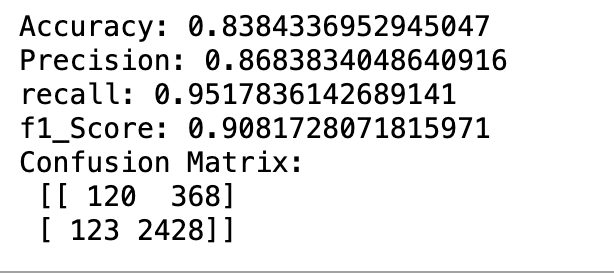 Accuracy: 0.8384336952945047
Precision: 0.8683834048640916
recall: 0.9517836142689141
f1_Score: 0.9081728071815971
Confusion Matrix:
[[ 120  368]
[ 123 2428]]